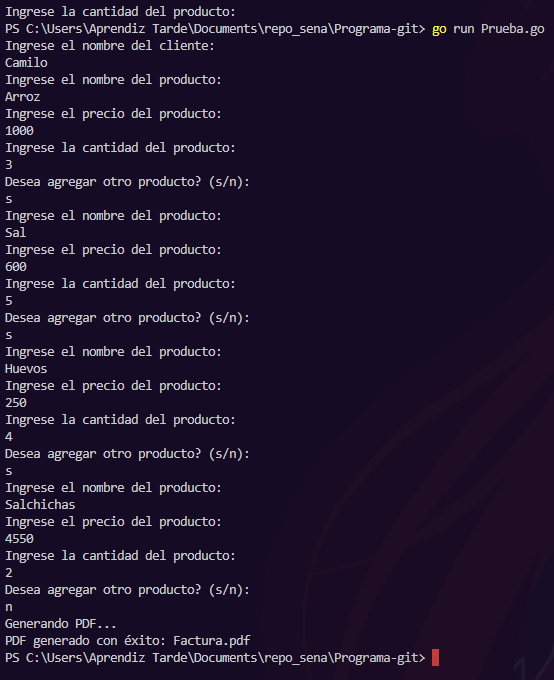 Ingrese la cantidad del producto:
PS C:\Users\Aprendiz Tarde\Documents\repo_sena\Programa-git> go run Prueba.go
Ingrese el nombre del cliente:
Camilo
Ingrese el nombre del producto:
Arroz
Ingrese el precio del producto:
1000
Ingrese la cantidad del producto:
3
Desea agregar otro producto? (s/n):
s
Ingrese el nombre del producto:
Sal
Ingrese el precio del producto:
600
Ingrese la cantidad del producto:
5
Desea agregar otro producto? (s/n):
s
Ingrese el nombre del producto:
Huevos
Ingrese el precio del producto:
250
Ingrese la cantidad del producto:
4
Desea agregar otro producto? (s/n):
s
Ingrese el nombre del producto:
Salchichas
Ingrese el precio del producto:
4550
Ingrese la cantidad del producto:
2
Desea agregar otro producto? (s/n):
n
Generando PDF...
PDF generado con éxito: Factura.pdf
PS C:\Users\Aprendiz Tarde\Documents\repo_sena\Programa-git>